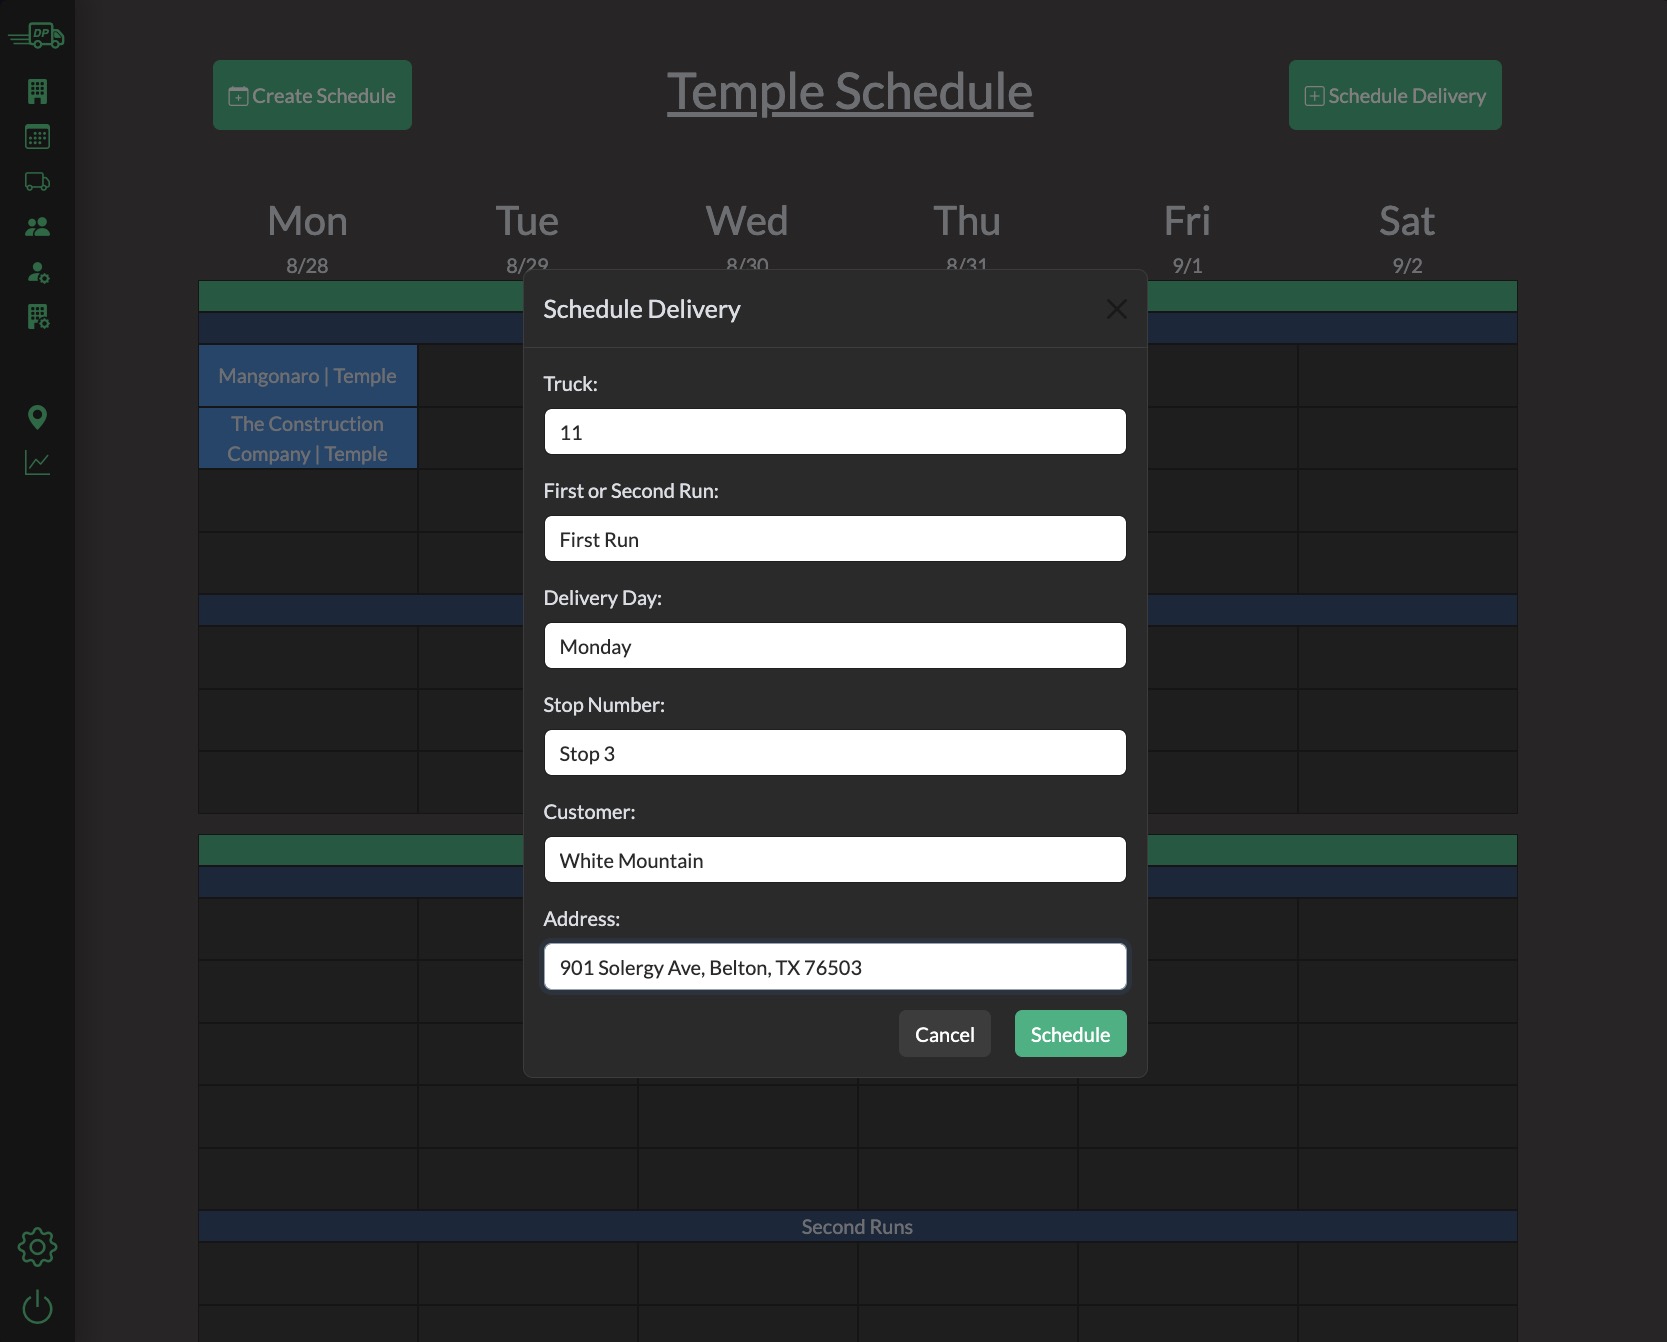 DP
Create Schedule
Temple Schedule
Schedule Delivery
Mon
Tue
Wed
Thu
Fri
Sat
8/28
8/29
8/30
8/31
9/1
9/2
Mangonaro | Temple
The Construction
Company | Temple
Schedule Delivery
Truck:
11
First or Second Run:
First Run
Delivery Day:
Monday
Stop Number:
Stop 3
Customer:
White Mountain
Address:
901 Solergy Ave, Belton, TX 76503
Cancel
Schedule
Second Runs